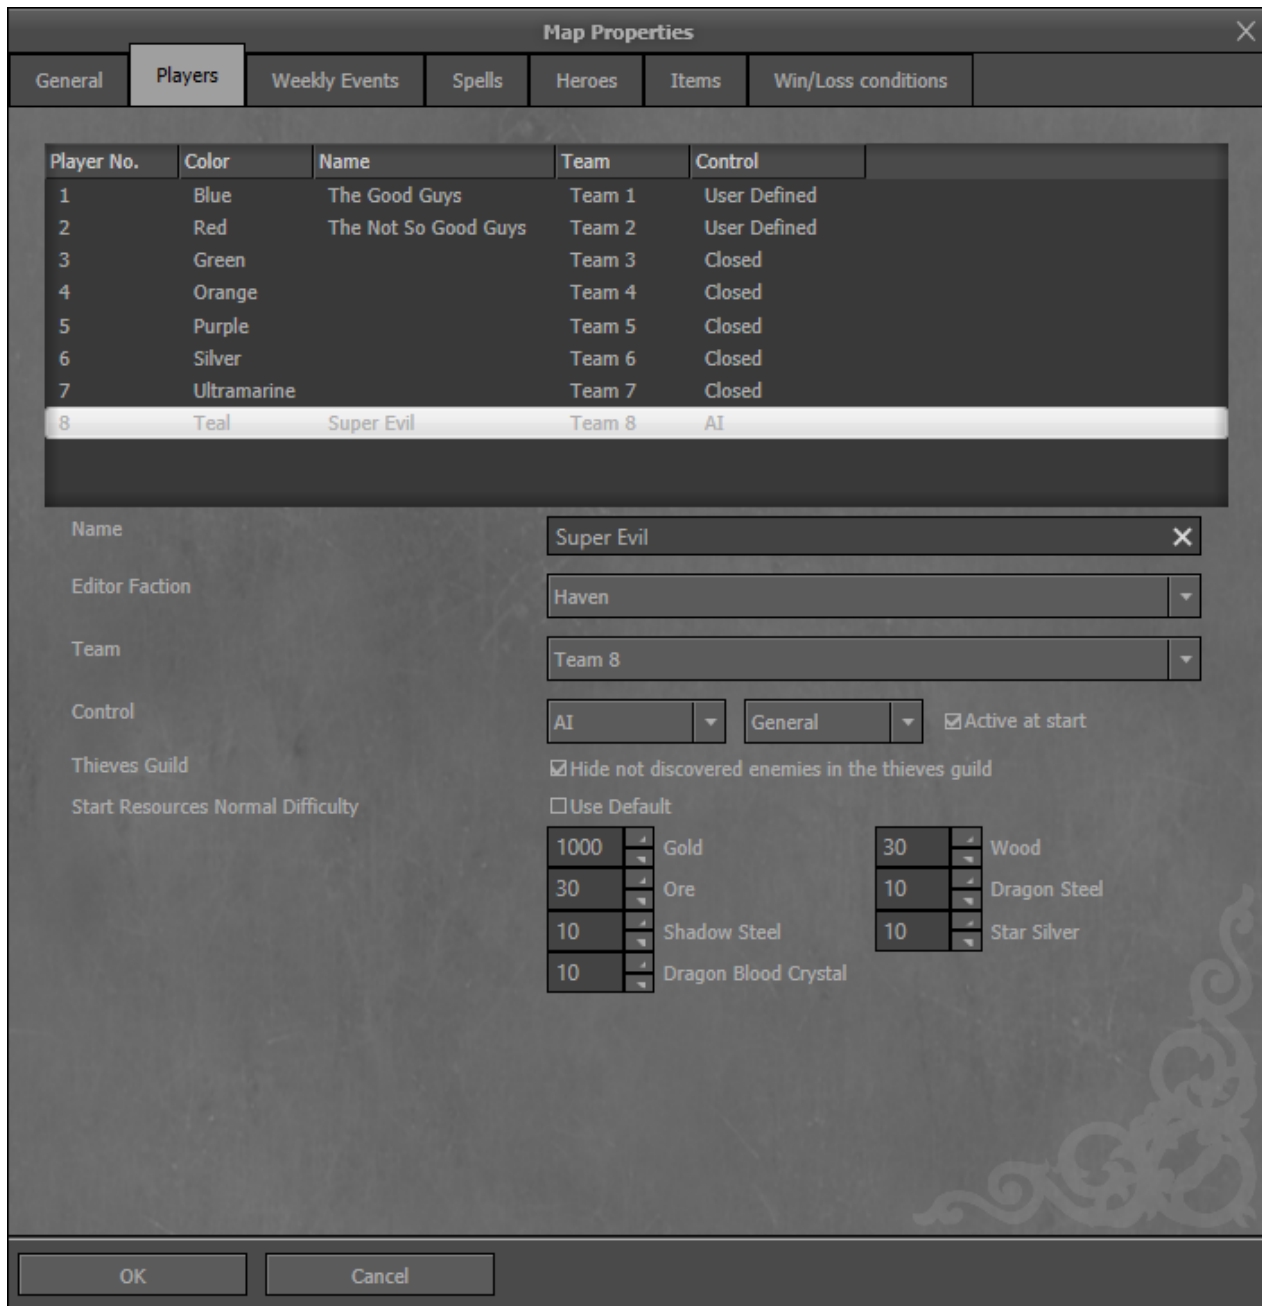 Map Properties
General Players Weekly Events Spells Heroes Items Win/Loss conditions
Player No. Color Name Team Control
1 Blue The Good Guys Team 1 User Defined
2 Red The Not So Good Guys Team 2 User Defined
3 Green Team 3 Closed
4 Orange Team 4 Closed
5 Purple Team 5 Closed
6 Silver Team 6 Closed
7 Ultramarine Team 7 Closed
8 Teal Super Evil Team 8 AI
Name Super Evil
Editor Faction Haven
Team Team 8
Control AI General Active at start
Thieves Guild Hide not discovered enemies in the thieves guild
Start Resources Normal Difficulty Use Default
1000 Gold 30 Wood
30 Ore 10 Dragon Steel
10 Shadow Steel 10 Star Silver
10 Dragon Blood Crystal
OK Cancel